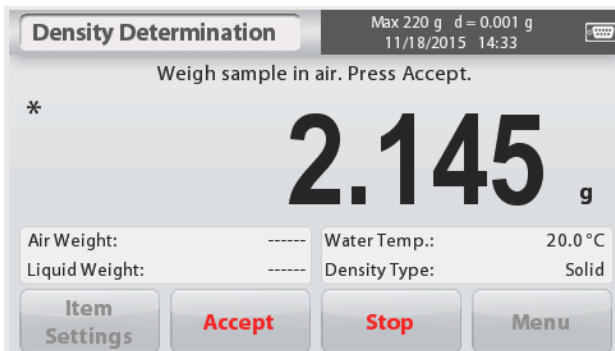 Density Determination
Max 220 g d = 0.001 g
11/18/2015 14:33
Weigh sample in air. Press Accept.
*
2.145 g
Air Weight: ------
Liquid Weight: ------
Water Temp.: 20.0 °C
Density Type: Solid
Item Settings
Accept
Stop
Menu